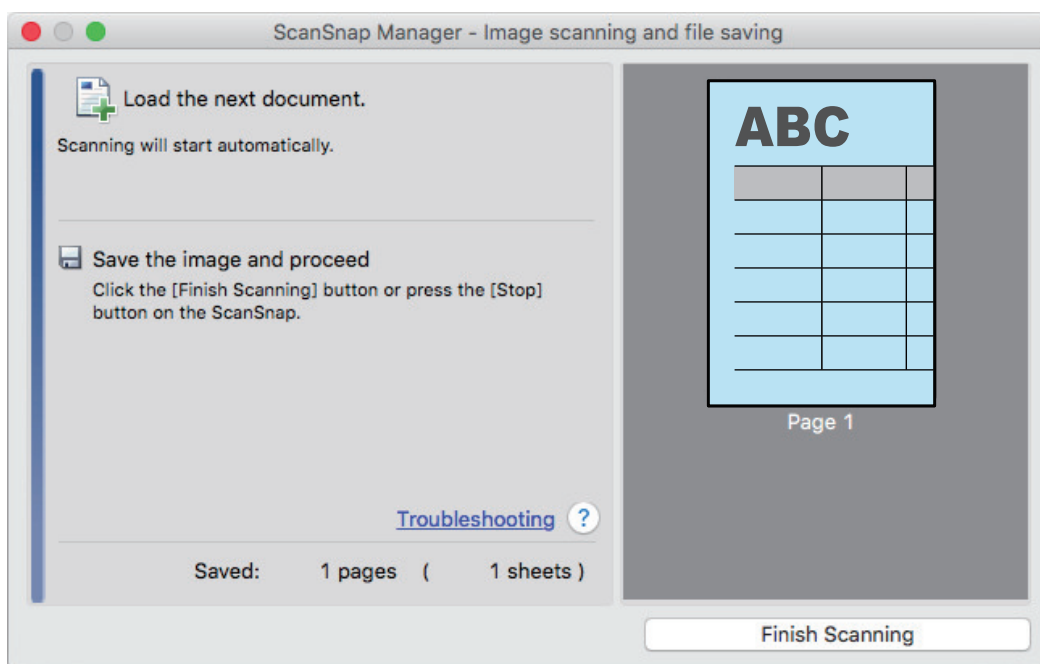 ScanSnap Manager - Image scanning and file saving
Load the next document.
Scanning will start automatically.
Save the image and proceed
Click the [Finish Scanning] button or press the [Stop]
button on the ScanSnap.
Troubleshooting ?
Saved: 1 pages ( 1 sheets )
ABC
Page 1
Finish Scanning